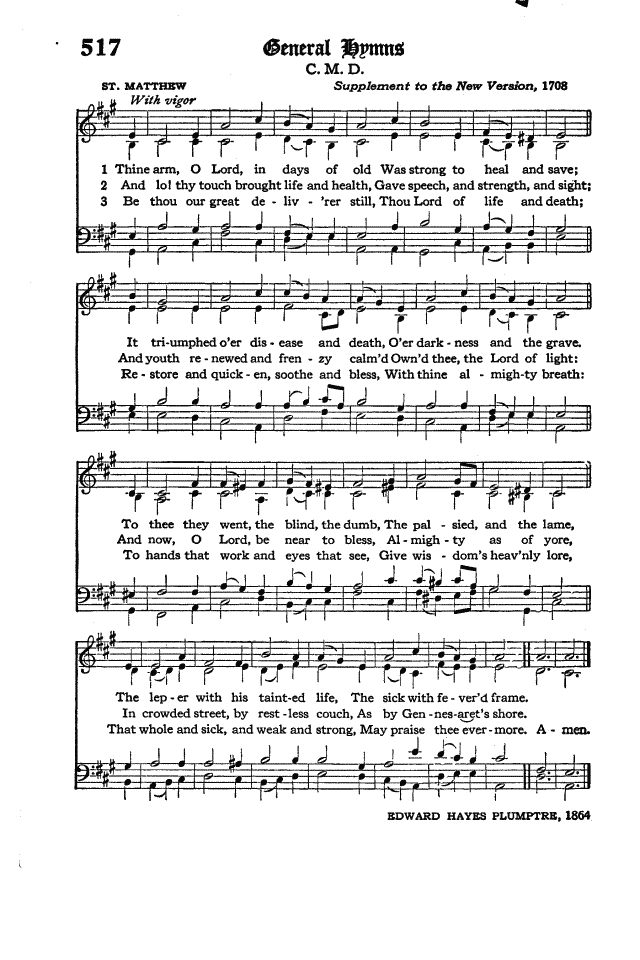 517 General Hymns
C. M. D.
ST. MATTHEW Supplement to the New Version, 1708
With vigor
1 Thine arm, O Lord, in days of old Was strong to heal and save;
2 And lo! thy touch brought life and health, Gave speech, and strength, and sight;
3 Be thou our great de - liv - 'rer still, Thou Lord of life and death;
It tri-umphed o'er dis - ease and death, O'er dark - ness and the grave.
And youth re - newed and fren - zy calm'd Own'd thee, the Lord of light:
Re - store and quick - en, soothe and bless, With thine al - might-ty breath:
To thee they went, the blind, the dumb, The pal - sied, and the lame,
And now, O Lord, be near to bless, Al - might - ty as of yore,
To hands that work and eyes that see, Give wis - dom's heav'nly lore,
The lep - er with his taint-ed life, The sick with fe - ver'd frame.
In crowded street, by rest - less couch, As by Gen - nes-aret's shore.
That whole and sick, and weak and strong, May praise thee ever-more. A - men.
EDWARD HAYES PLUMPTRE, 1864